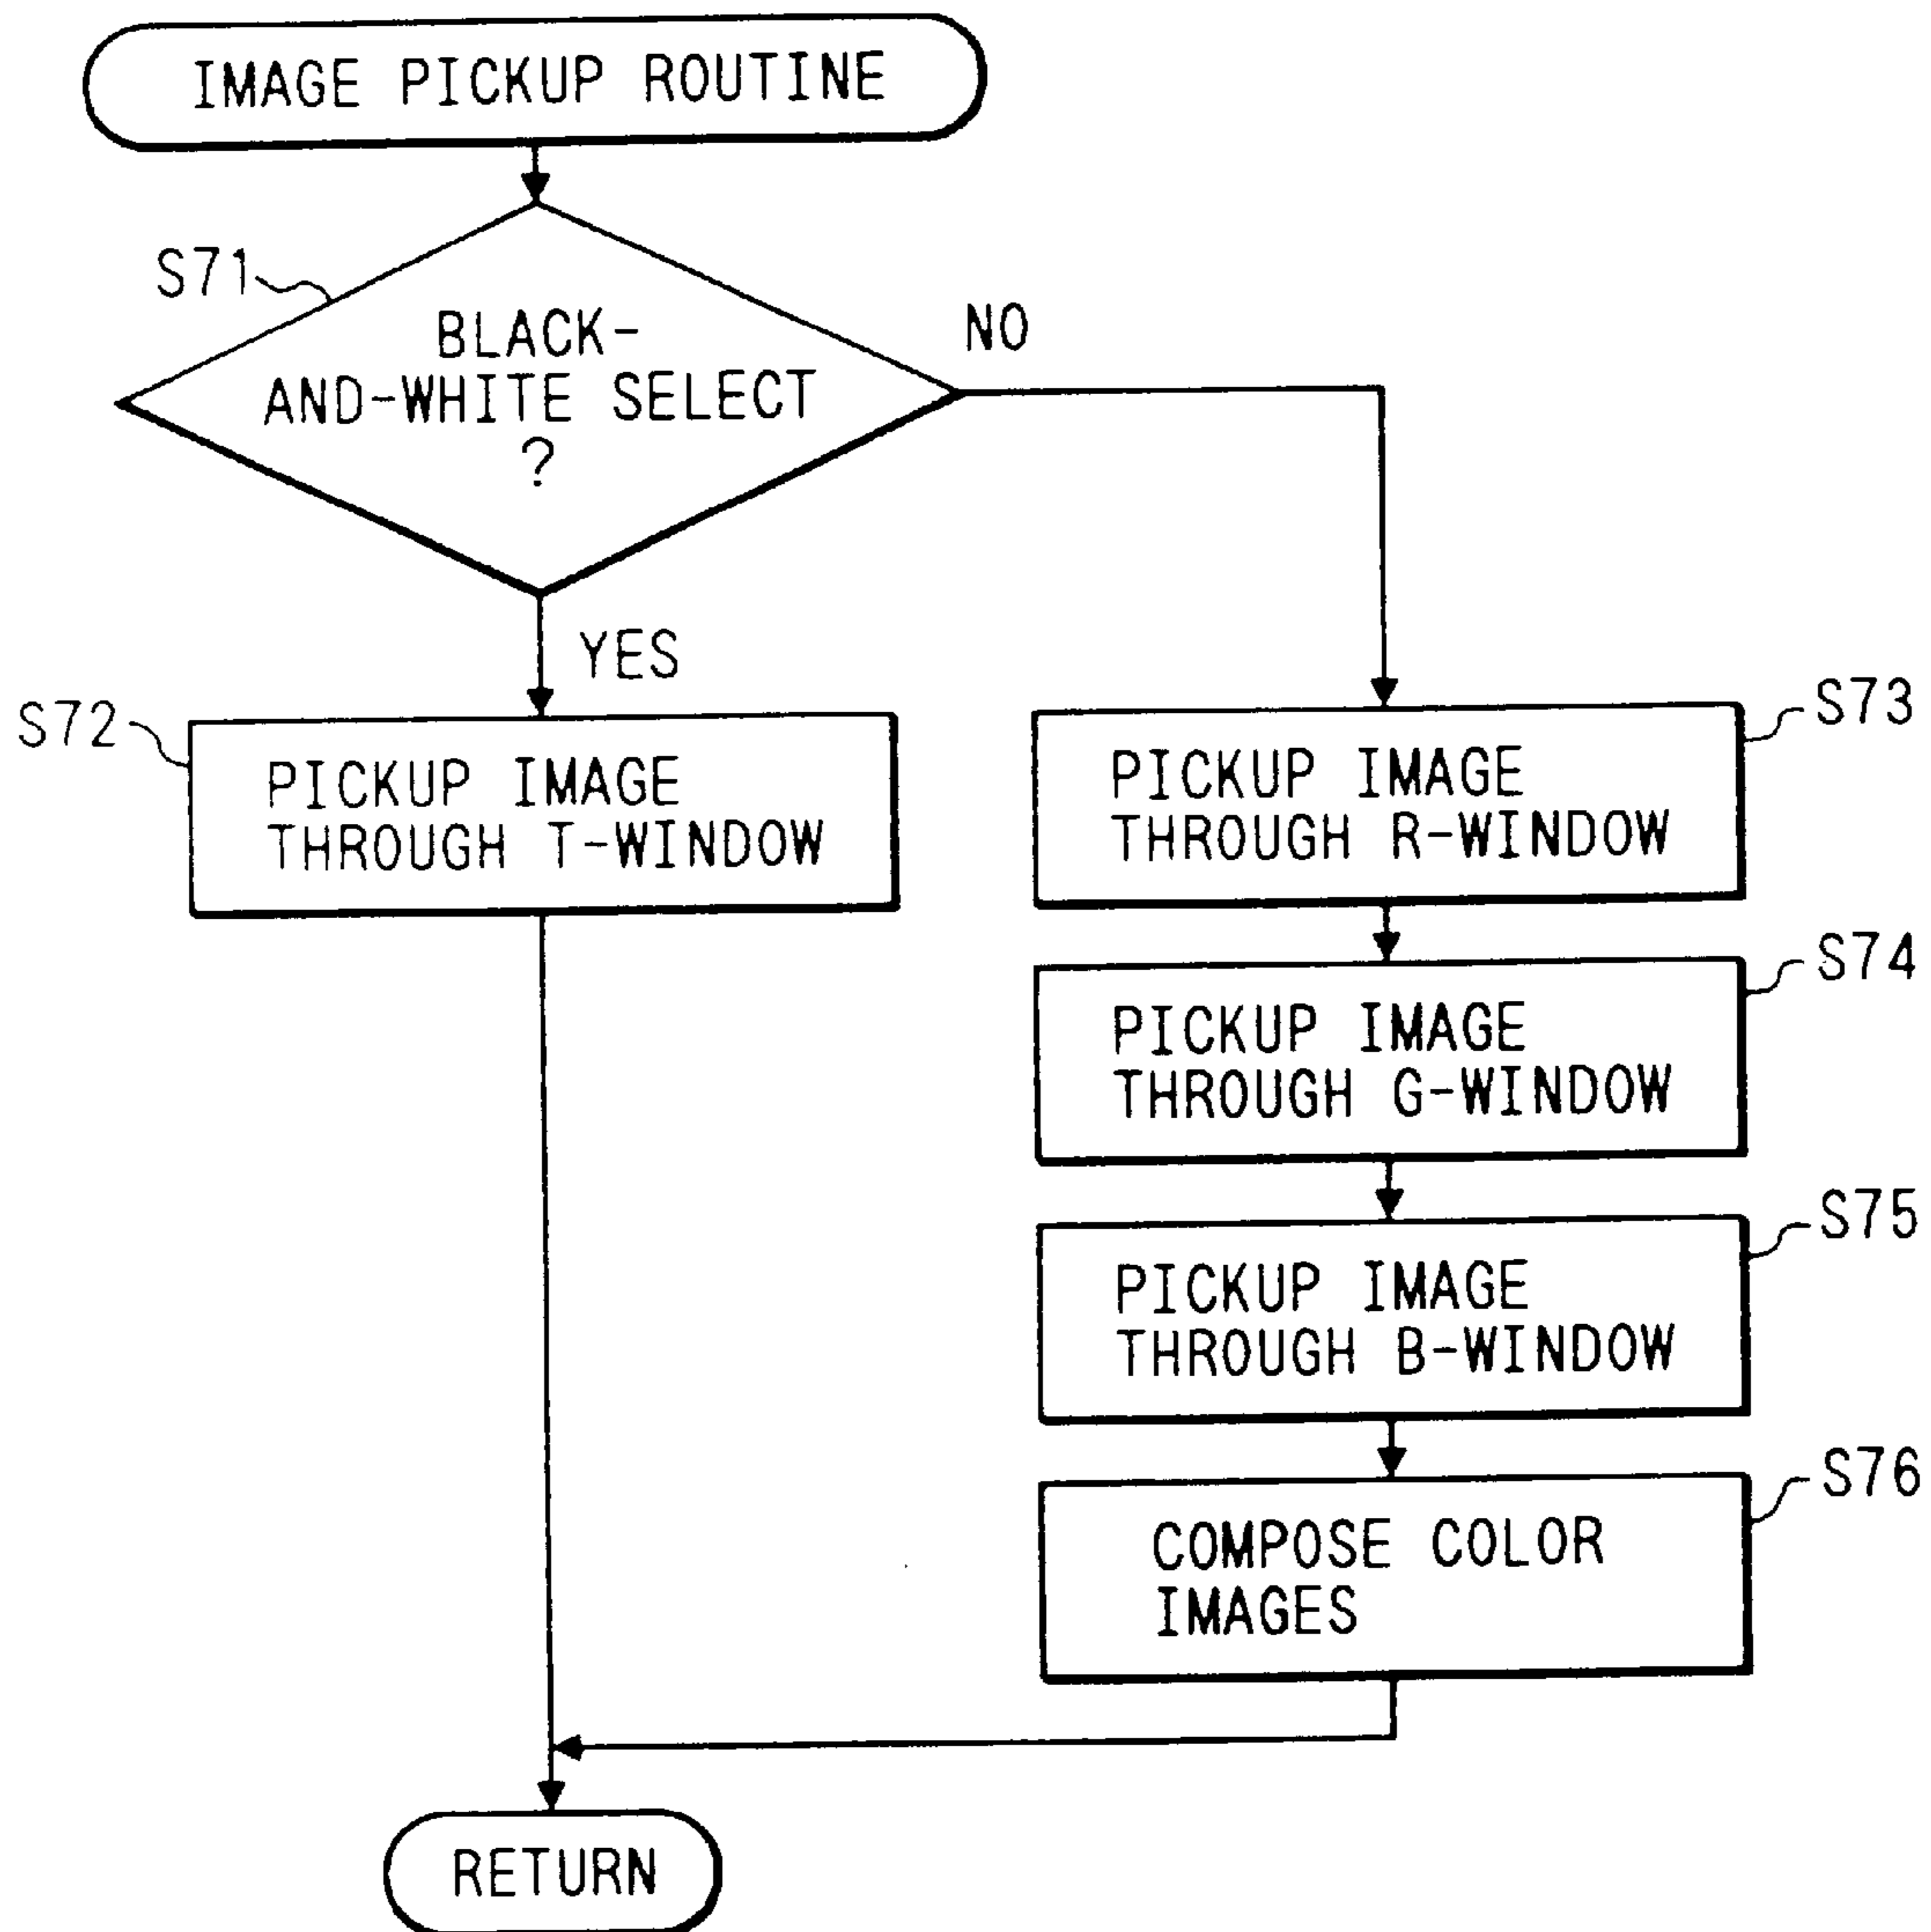 IMAGE PICKUP ROUTINE
S71
BLACK-
AND-WHITE SELECT
?
NO
YES
S72
PICKUP IMAGE
THROUGH T-WINDOW
S73
PICKUP IMAGE
THROUGH R-WINDOW
S74
PICKUP IMAGE
THROUGH G-WINDOW
S75
PICKUP IMAGE
THROUGH B-WINDOW
S76
COMPOSE COLOR
IMAGES
RETURN